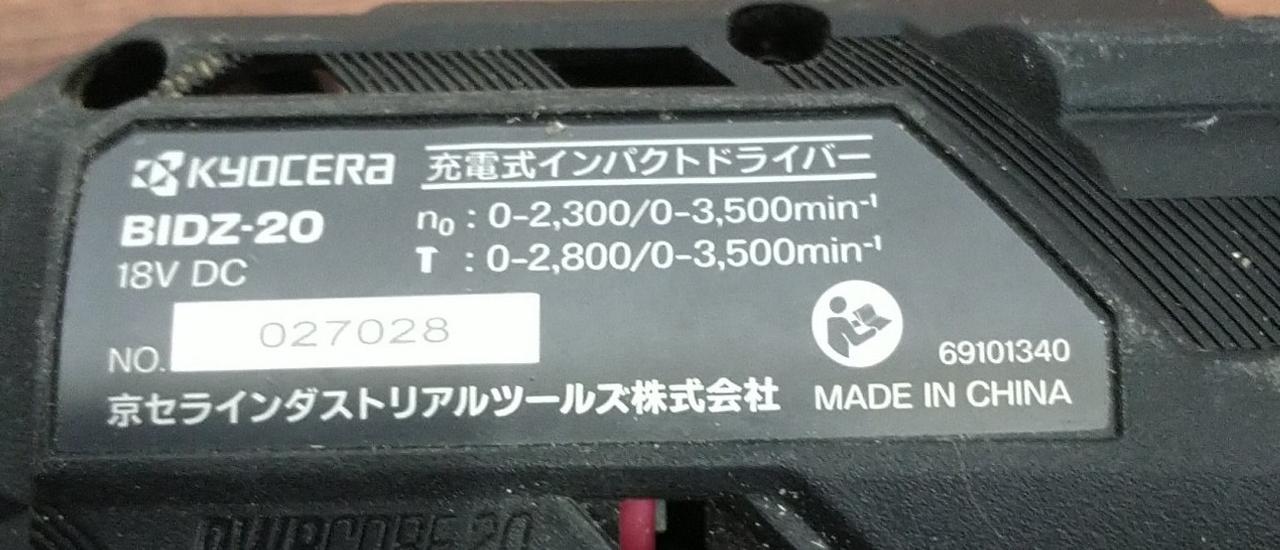 KYOCERA 充電式インパクトドライバー
BIDZ-20 n0 : 0-2,300/0-3,500min-1
18V DC T : 0-2,800/0-3,500min-1
NO. 027028
69101340
京セラインダストリアルツールズ株式会社 MADE IN CHINA